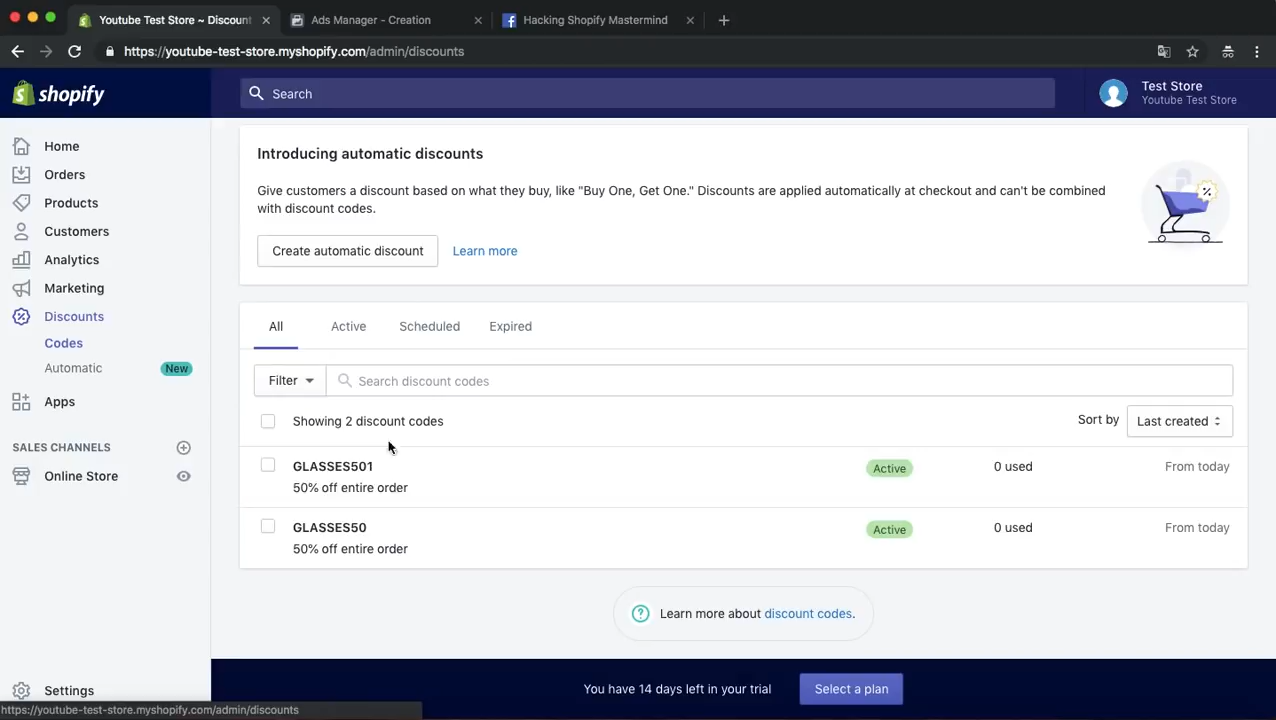 Youtube Test Store ~ Discount
Ads Manager - Creation
Hacking Shopify Mastermind
https://youtube-test-store.myshopify.com/admin/discounts
shopify
Search
Test Store
Youtube Test Store
Home
Orders
Products
Customers
Analytics
Marketing
Discounts
Codes
Automatic
New
Apps
SALES CHANNELS
Online Store
Settings
Introducing automatic discounts
Give customers a discount based on what they buy, like "Buy One, Get One." Discounts are applied automatically at checkout and can't be combined
with discount codes.
Create automatic discount
Learn more
All
Active
Scheduled
Expired
Filter
Search discount codes
Showing 2 discount codes
Sort by
Last created
GLASSES501
50% off entire order
Active
0 used
From today
GLASSES50
50% off entire order
Active
0 used
From today
Learn more about discount codes.
You have 14 days left in your trial
Select a plan
https://youtube-test-store.myshopify.com/admin/discounts